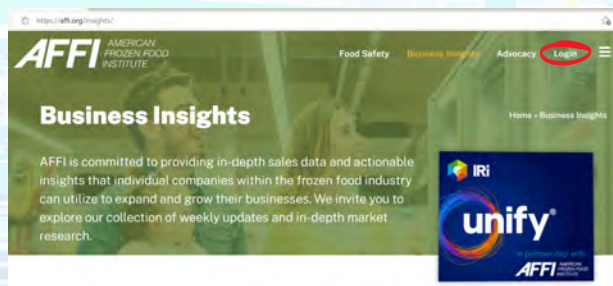 https://affi.org/insights/
AFFI AMERICAN
FROZEN FOOD
INSTITUTE
Food Safety Business Insights Advocacy Login
Business Insights
Home » Business Insights
AFFI is committed to providing in-depth sales data and actionable
insights that individual companies within the frozen food industry
can utilize to expand and grow their businesses. We invite you to
explore our collection of weekly updates and in-depth market
research.
IRi
unify
in partnership with
AFFI AMERICAN
FROZEN FOOD
INSTITUTE